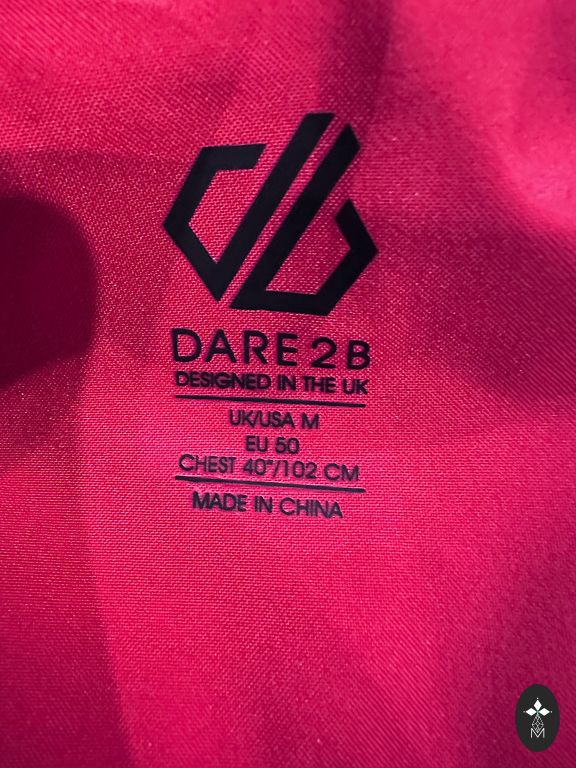 DARE 2B
DESIGNED IN THE UK
UK/USA M
EU 50
CHEST 40"/102 CM
MADE IN CHINA
M